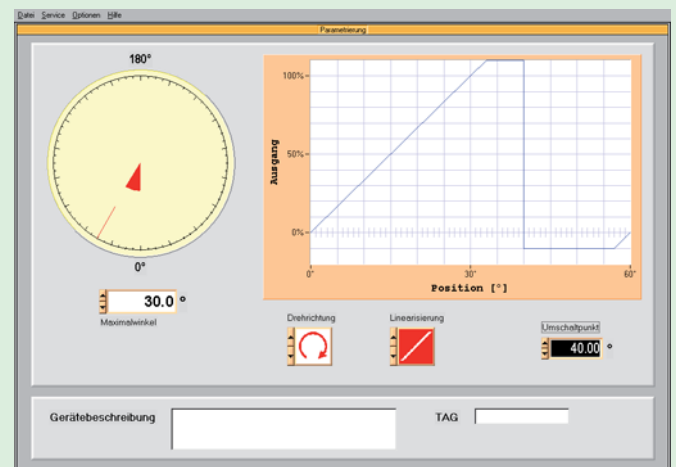 Datei Service Optionen Hilfe
Parametrierung
180°
0°
30.0 °
Maximalwinkel
100%
50%
0%
Ausgang
0° 30° 60°
Position [°]
Drehrichtung
Linearisierung
Umschaltpunkt
40.00 °
Gerätebeschreibung
TAG